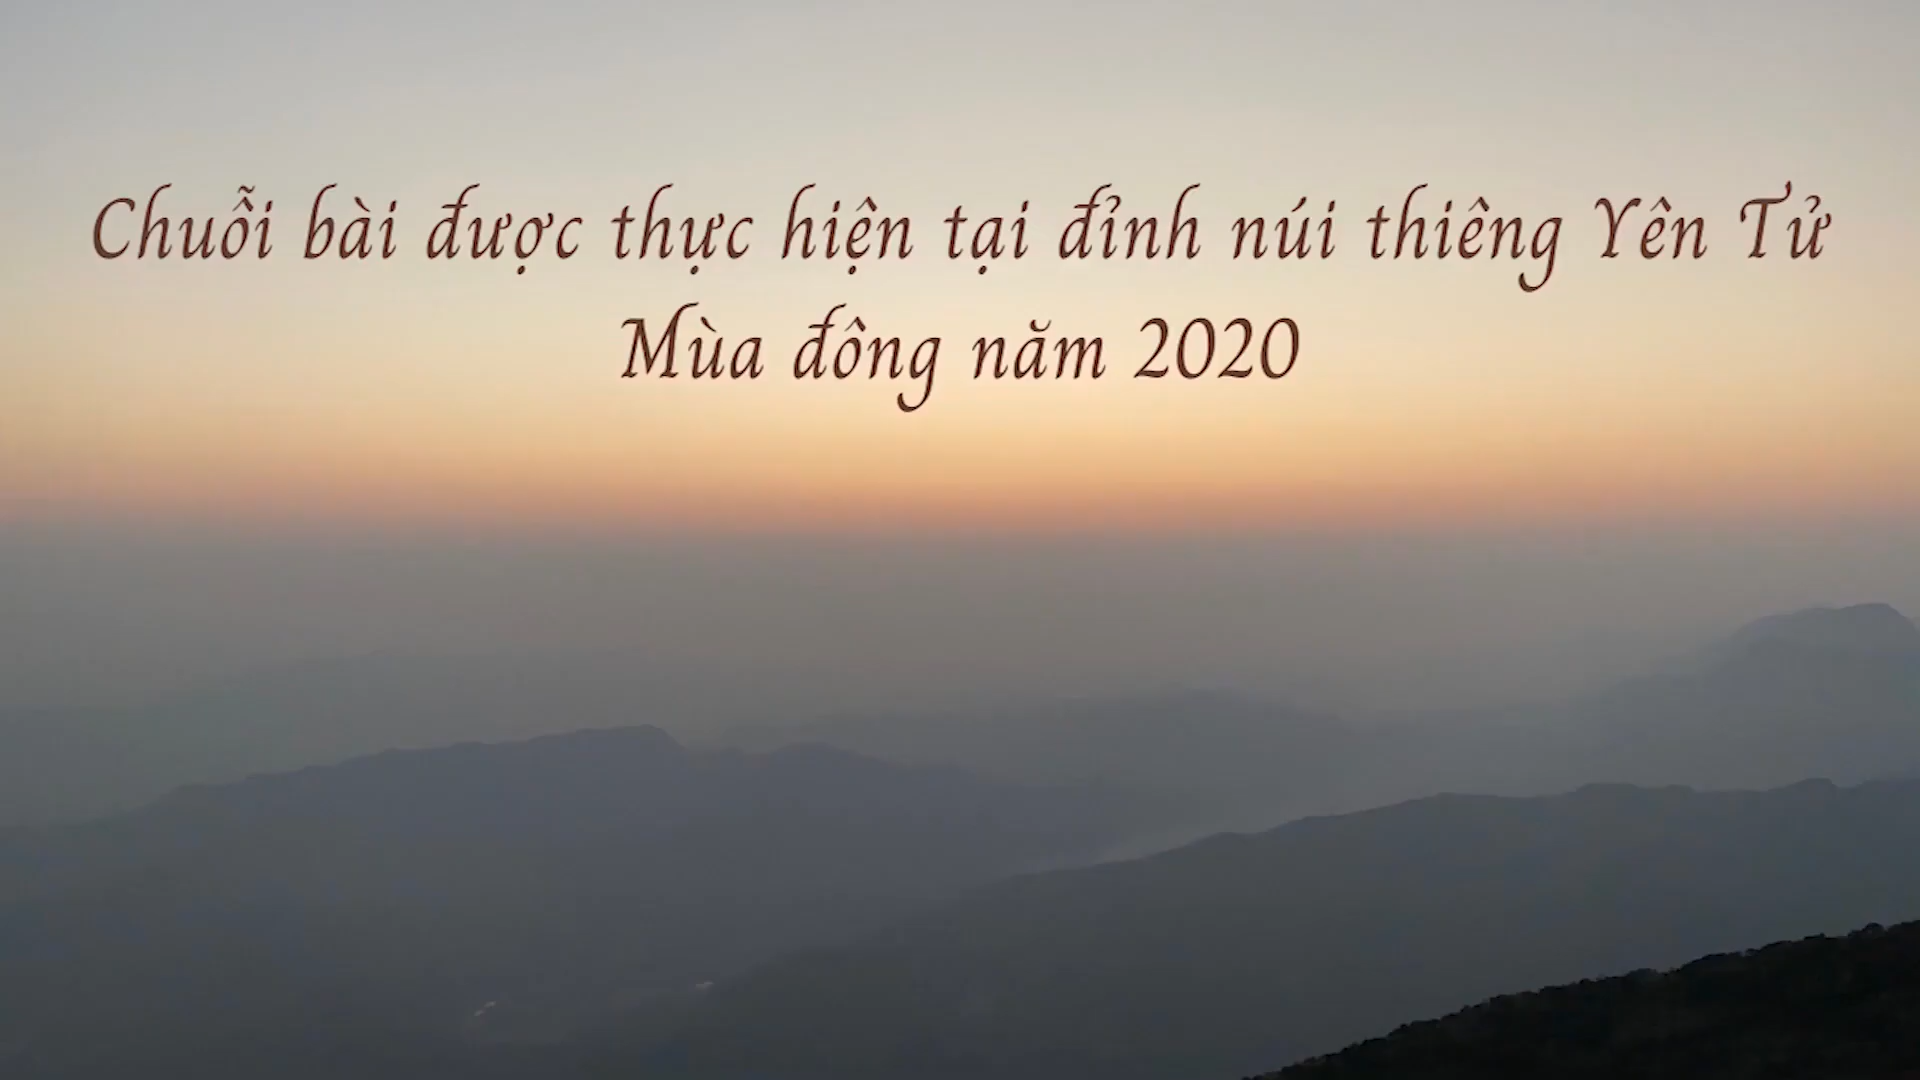 Chuỗi bài được thực hiện tại đỉnh núi thiêng Yên Tử
Mùa đông năm 2020